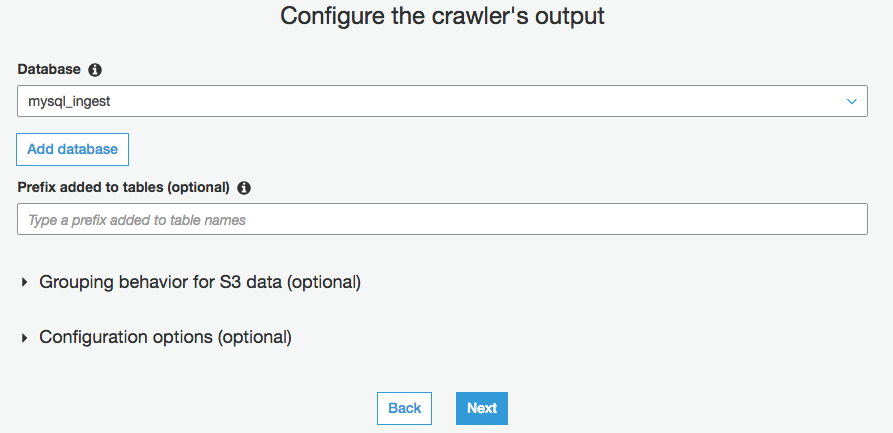 Configure the crawler's output
Database
mysql_ingest
Add database
Prefix added to tables (optional)
Type a prefix added to table names
Grouping behavior for S3 data (optional)
Configuration options (optional)
Back Next